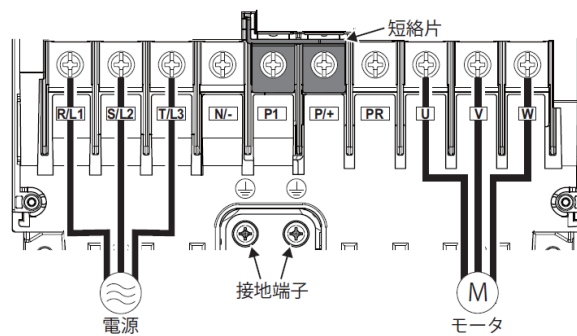 短絡片
R/L1 S/L2 T/L3 N/- P1 P/+ PR U V W
接地端子
M
電源
モータ